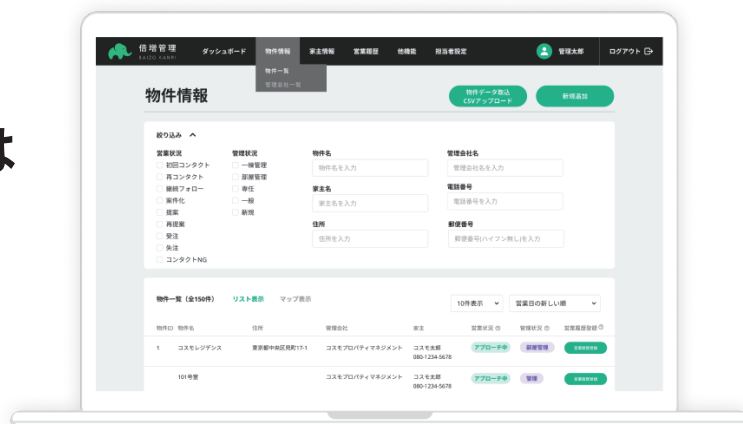 は
倍増管理
BAIZO KANRI
ダッシュボード 物件情報 家主情報 営業履歴 他機能 担当者設定 管理太郎 ログアウト
物件一覧
管理会社一覧
物件情報
物件データ取込
CSVアップロード
新規追加
絞り込み
営業状況 管理状況 物件名 管理会社名
初回コンタクト 一棟管理 物件名を入力 管理会社名を入力
再コンタクト 部屋管理
継続フォロー 専任 家主名 電話番号
案件化 一般 家主名を入力 電話番号を入力
提案 新規
再提案 住所 郵便番号
受注 住所を入力 郵便番号(ハイフン無し)を入力
失注
コンタクトNG
物件一覧（全150件） リスト表示 マップ表示 10件表示 営業日の新しい順
物件ID 物件名 住所 管理会社 家主 営業状況 管理状況 営業履歴登録
1 コスモレジデンス 東京都中央区見町17-1 コスモプロパティマネジメント コスモ太郎 アプローチ中 部屋管理
080-1234-5678
101号室 コスモプロパティマネジメント コスモ太郎 アプローチ中 管理
080-1234-5678